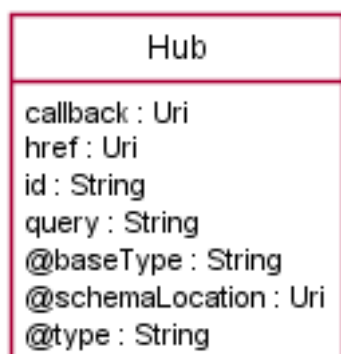 Hub
callback : Uri
href : Uri
id : String
query : String
@baseType : String
@schemaLocation : Uri
@type : String